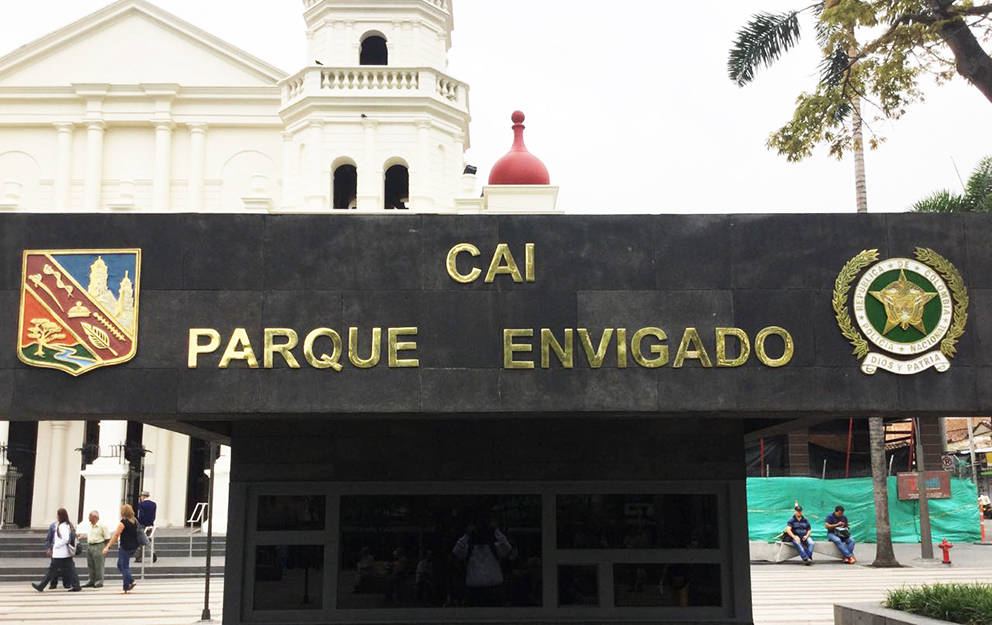 CAI
PARQUE ENVIGADO
REPÚBLICA DE COLOMBIA
POLICÍA NACIONAL
DIOS Y PATRIA